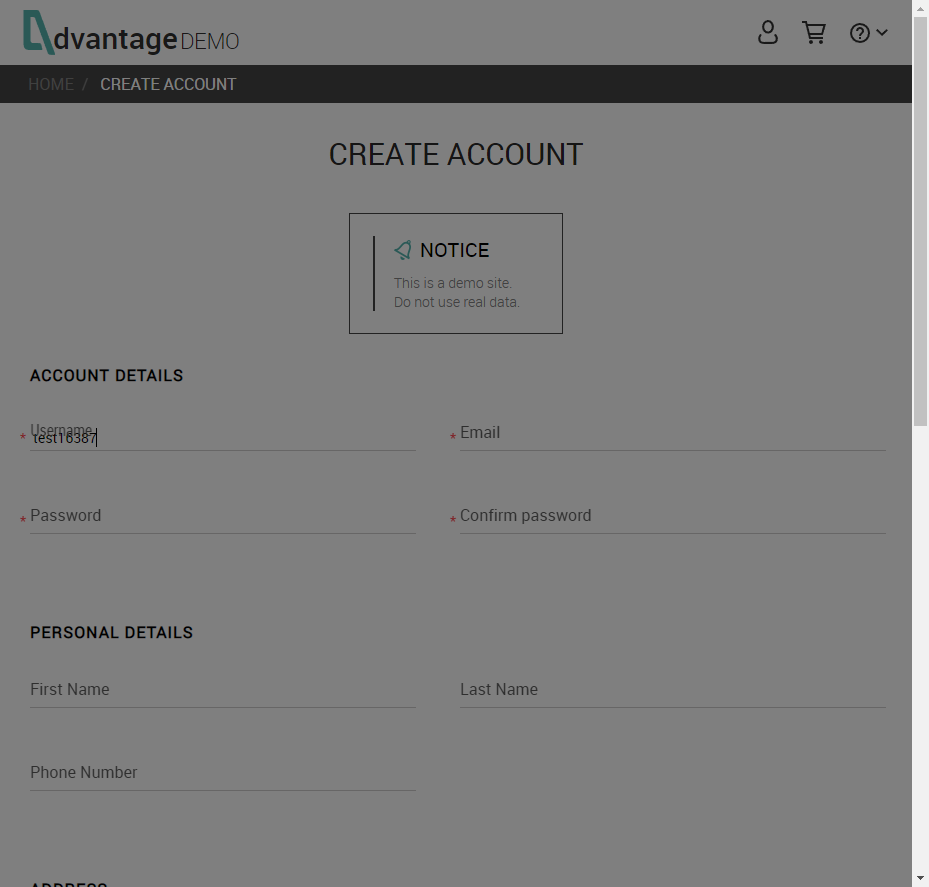 dvantage DEMO
HOME / CREATE ACCOUNT
CREATE ACCOUNT
NOTICE
This is a demo site.
Do not use real data.
ACCOUNT DETAILS
Username
* test16387
* Email
* Password
* Confirm password
PERSONAL DETAILS
First Name
Last Name
Phone Number
ADDRESS